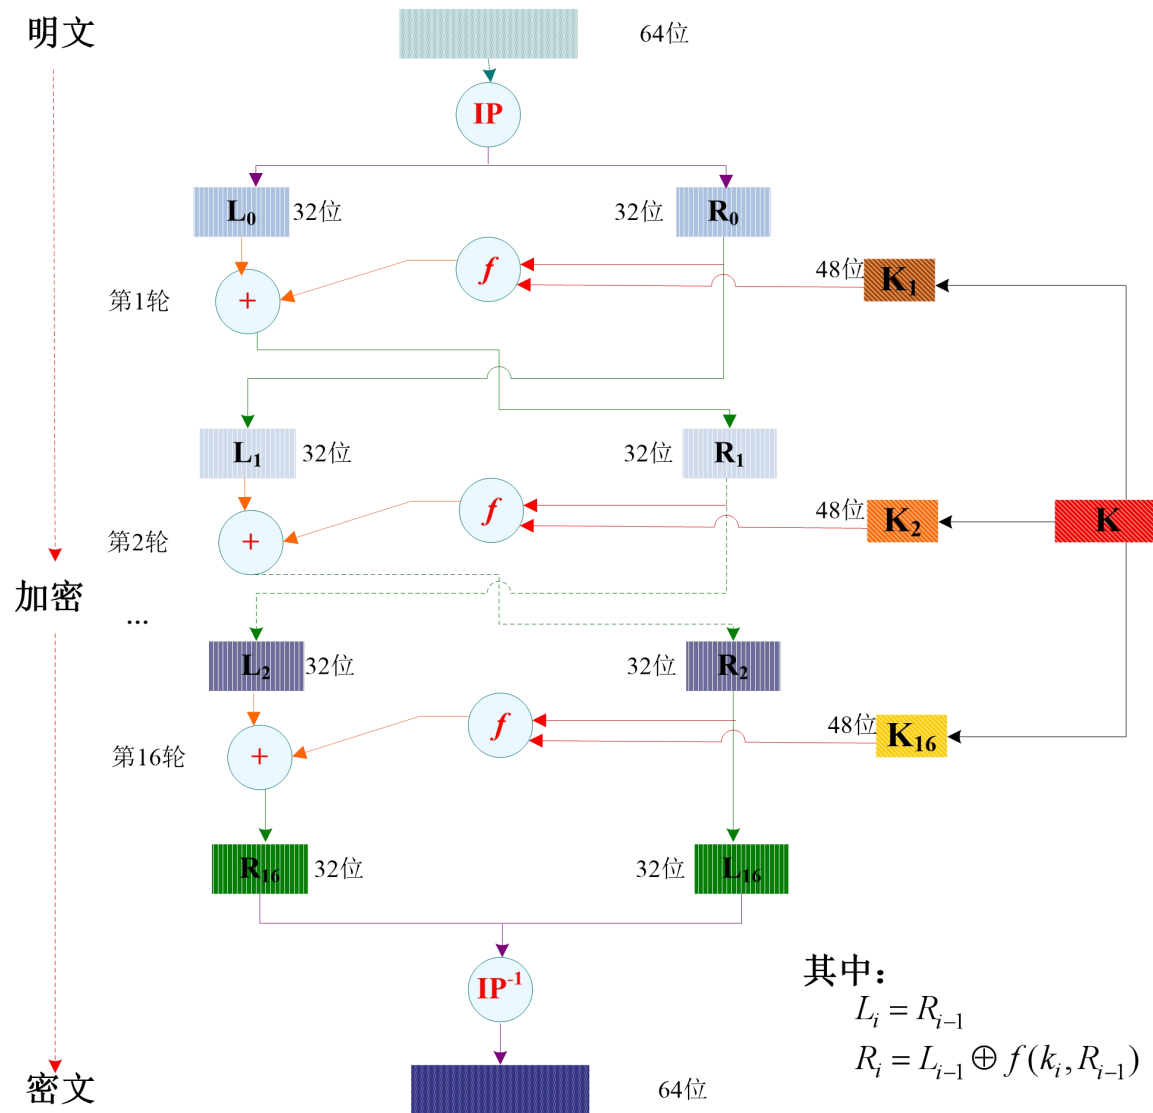 明文
64位
IP
L₀ 32位 32位 R₀
f
48位 K₁
第1轮 +
L₁ 32位 32位 R₁
f
48位 K₂ K
第2轮 +
加密
...
L₂ 32位 32位 R₂
f
48位 K₁₆
第16轮 +
R₁₆ 32位 32位 L₁₆
IP⁻¹
其中:
Lᵢ = Rᵢ₋₁
Rᵢ = Lᵢ₋₁ ⊕ f(kᵢ, Rᵢ₋₁)
密文 64位